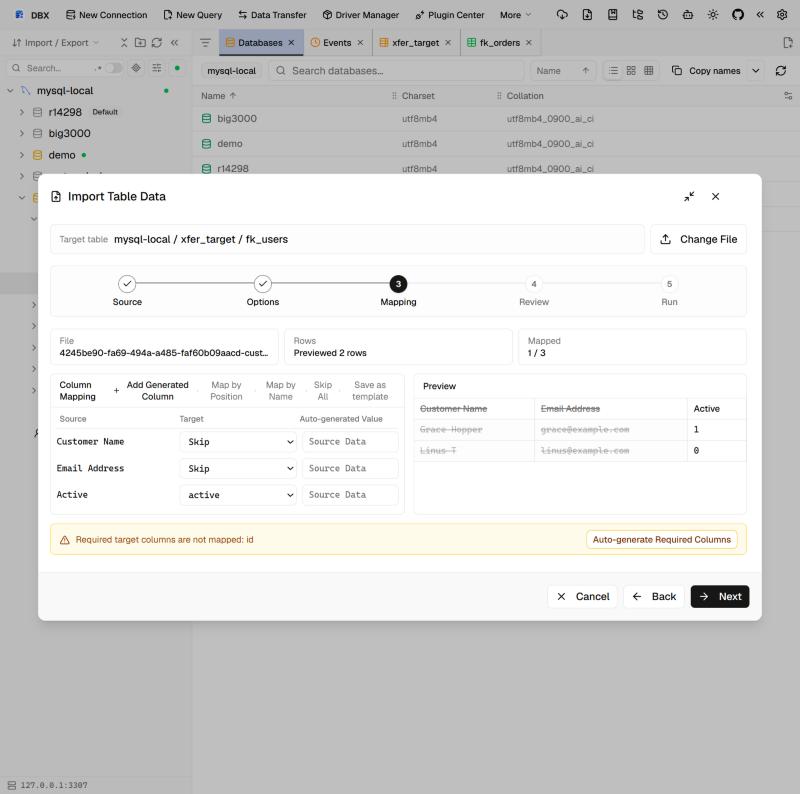 DBX New Connection New Query Data Transfer Driver Manager Plugin Center More
Import / Export Databases Events xfer_target fk_orders
Search... .* mysql-local Search databases... Name Copy names
mysql-local Name Charset Collation
r14298 Default big3000 utf8mb4 utf8mb4_0900_ai_ci
big3000 demo utf8mb4 utf8mb4_0900_ai_ci
demo r14298 utf8mb4 utf8mb4_0900_ai_ci
Import Table Data
Target table mysql-local / xfer_target / fk_users Change File
3 4 5
Source Options Mapping Review Run
File Rows Mapped
4245be90-fa69-494a-a485-faf60b09aacd-cust... Previewed 2 rows 1 / 3
Column Mapping + Add Generated Column Map by Position Map by Name Skip All Save as template
Source Target Auto-generated Value
Customer Name Skip Source Data
Email Address Skip Source Data
Active active Source Data
Preview
Customer Name Email Address Active
Grace Hopper grace@example.com 1
Linus T linus@example.com 0
Required target columns are not mapped: id Auto-generate Required Columns
Cancel Back Next
127.0.0.1:3307